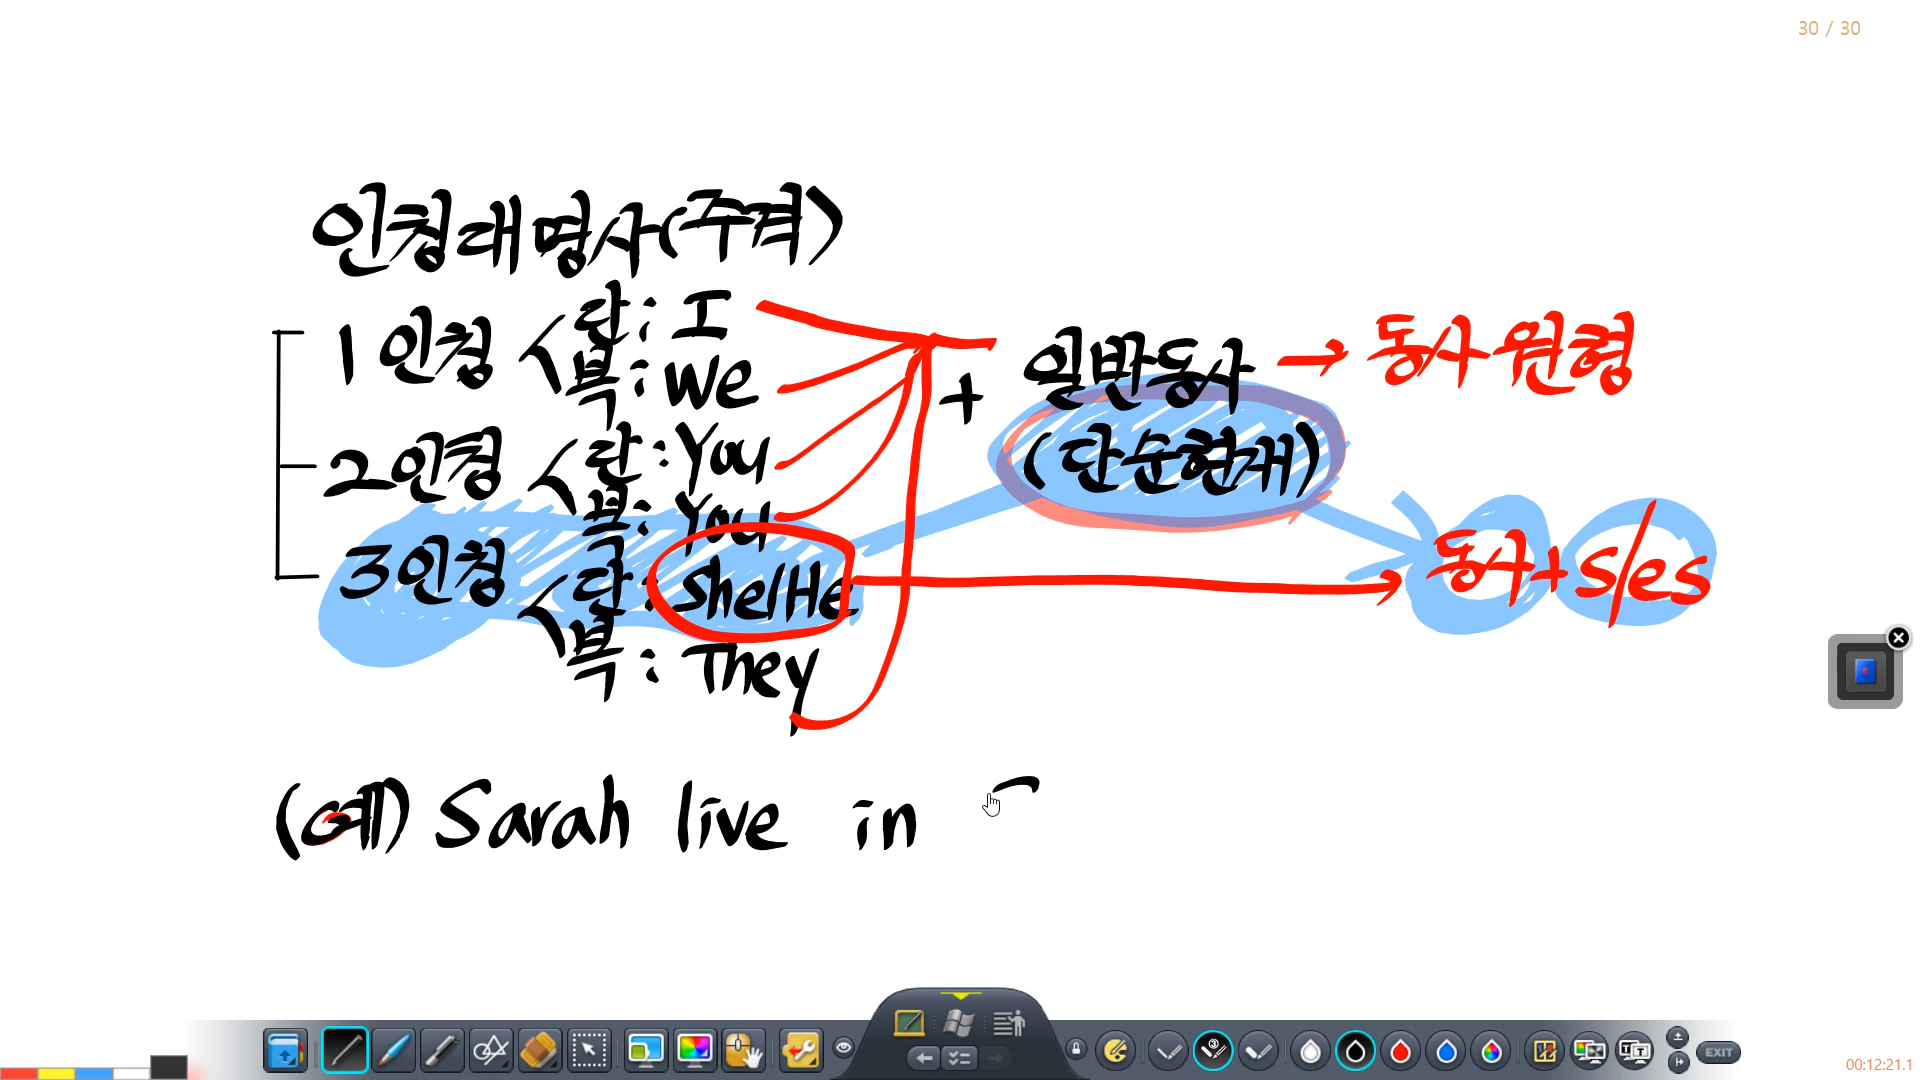 30 / 30
인칭대명사(주격)
1인칭 단: I
복: We
+ 일반동사 → 동사원형
(단순현재)
2인칭 단: You
복: You
3인칭 단: She/He
동사+s/es
복: They
(예) Sarah live in
EXIT
00:12:21.1